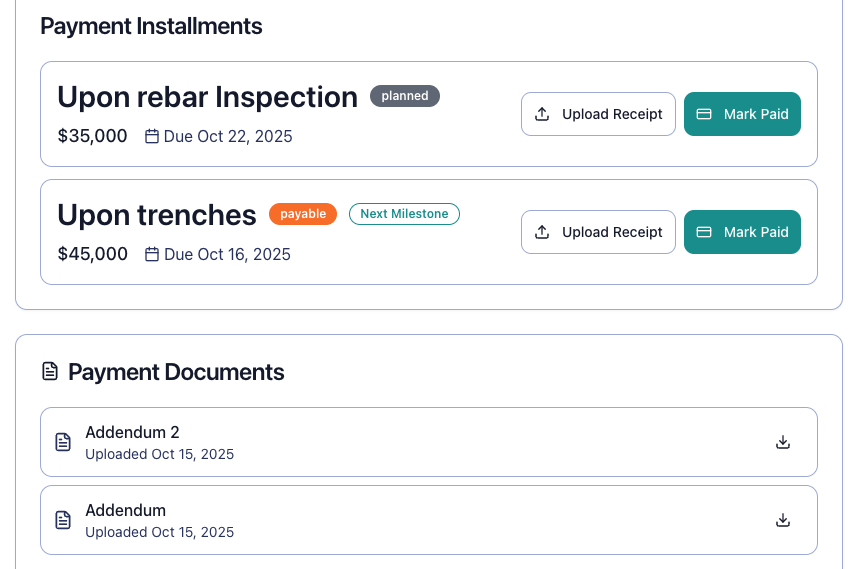 Payment Installments
Upon rebar Inspection planned
$35,000 Due Oct 22, 2025
Upload Receipt Mark Paid
Upon trenches payable Next Milestone
$45,000 Due Oct 16, 2025
Upload Receipt Mark Paid
Payment Documents
Addendum 2
Uploaded Oct 15, 2025
Addendum
Uploaded Oct 15, 2025